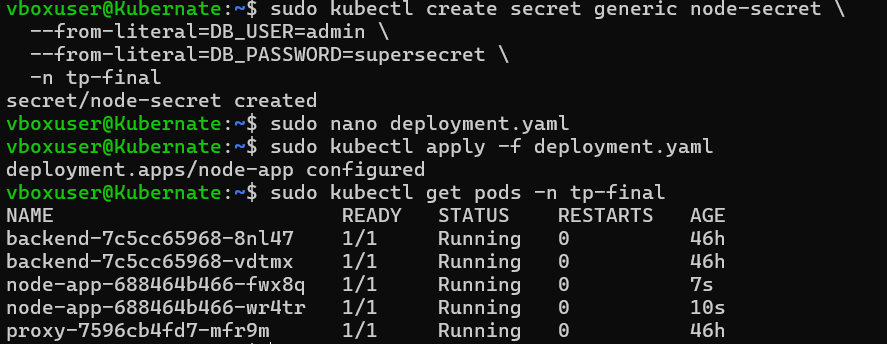 vboxuser@Kubernate:~$ sudo kubectl create secret generic node-secret \
  --from-literal=DB_USER=admin \
  --from-literal=DB_PASSWORD=supersecret \
  -n tp-final
secret/node-secret created
vboxuser@Kubernate:~$ sudo nano deployment.yaml
vboxuser@Kubernate:~$ sudo kubectl apply -f deployment.yaml
deployment.apps/node-app configured
vboxuser@Kubernate:~$ sudo kubectl get pods -n tp-final
NAME                        READY   STATUS    RESTARTS   AGE
backend-7c5cc65968-8nl47    1/1     Running   0          46h
backend-7c5cc65968-vdtmx    1/1     Running   0          46h
node-app-688464b466-fwx8q   1/1     Running   0          7s
node-app-688464b466-wr4tr   1/1     Running   0          10s
proxy-7596cb4fd7-mfr9m      1/1     Running   0          46h